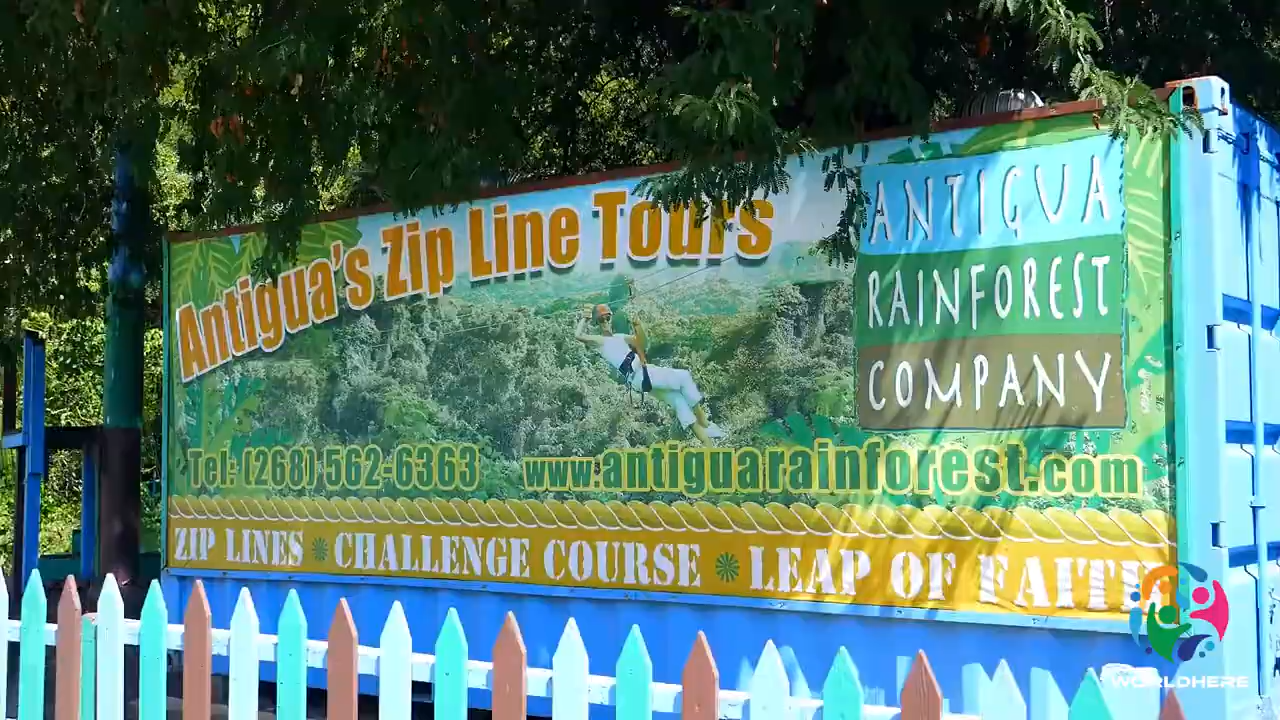 Antigua's Zip Line Tours
ANTIGUA
RAINFOREST
COMPANY
Tel: (268) 562-6363
www.antiguarainforest.com
ZIP LINES * CHALLENGE COURSE * LEAP OF FAITH
WORLDHERE